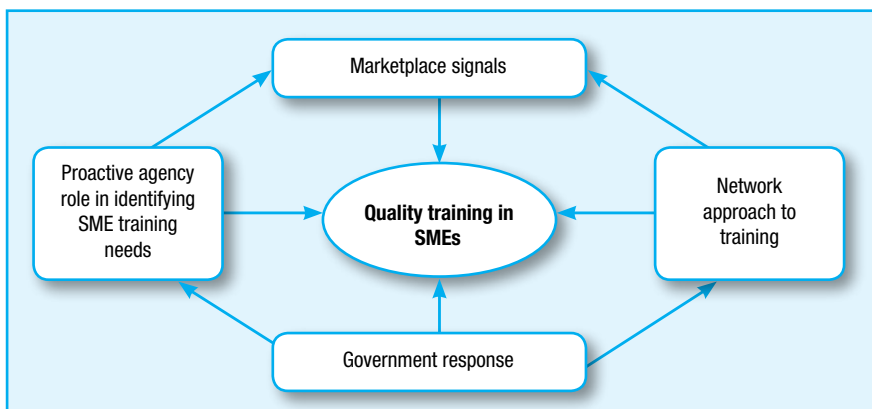 Marketplace signals
Proactive agency
role in identifying
SME training
needs
Quality training in
SMEs
Network
approach to
training
Government response